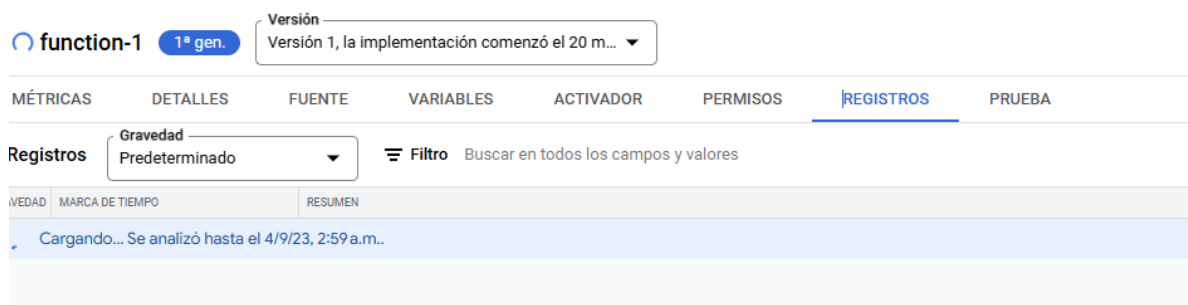 Versión
function-1 1ª gen. Versión 1, la implementación comenzó el 20 m...
MÉTRICAS DETALLES FUENTE VARIABLES ACTIVADOR PERMISOS REGISTROS PRUEBA
Gravedad
Registros Predeterminado Filtro Buscar en todos los campos y valores
VEDAD MARCA DE TIEMPO RESUMEN
Cargando... Se analizó hasta el 4/9/23, 2:59 a.m..